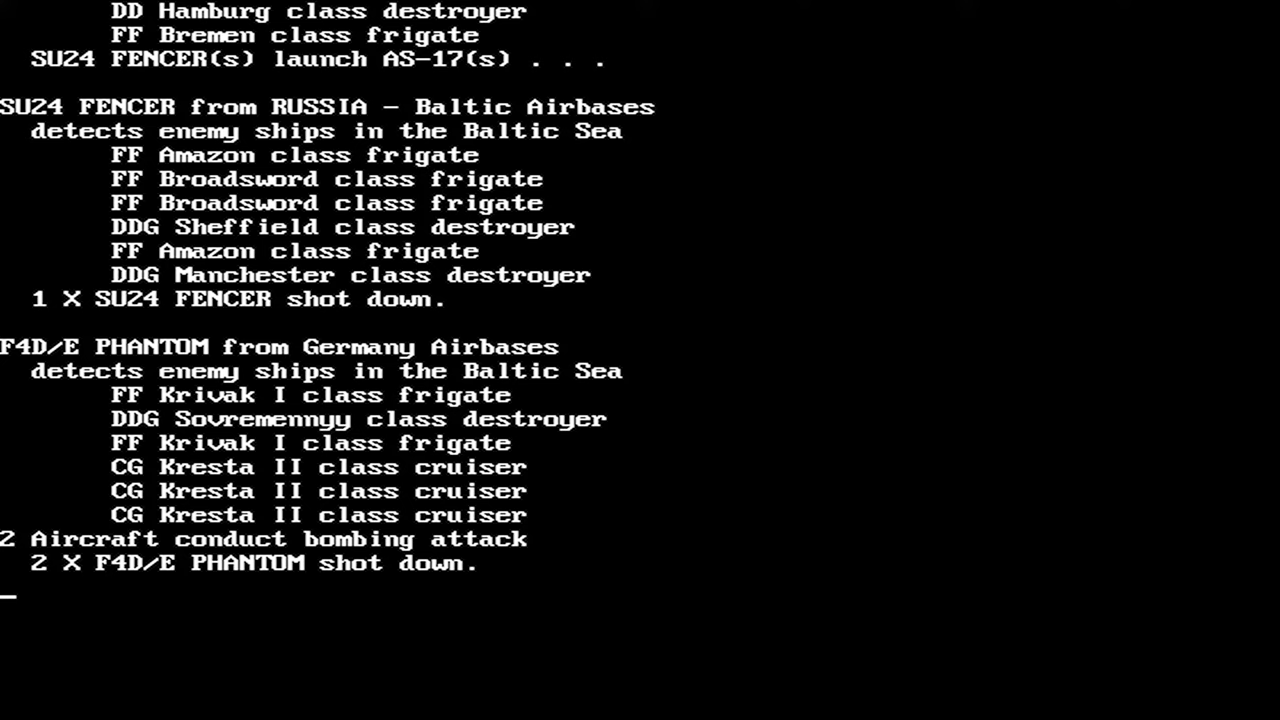 DD Hamburg class destroyer
FF Bremen class frigate
SU24 FENCER(s) launch AS-17(s) . . .
SU24 FENCER from RUSSIA - Baltic Airbases
detects enemy ships in the Baltic Sea
FF Amazon class frigate
FF Broadsword class frigate
FF Broadsword class frigate
DDG Sheffield class destroyer
FF Amazon class frigate
DDG Manchester class destroyer
1 X SU24 FENCER shot down.
F4D/E PHANTOM from Germany Airbases
detects enemy ships in the Baltic Sea
FF Krivak I class frigate
DDG Sovremennyy class destroyer
FF Krivak I class frigate
CG Kresta II class cruiser
CG Kresta II class cruiser
CG Kresta II class cruiser
2 Aircraft conduct bombing attack
2 X F4D/E PHANTOM shot down.